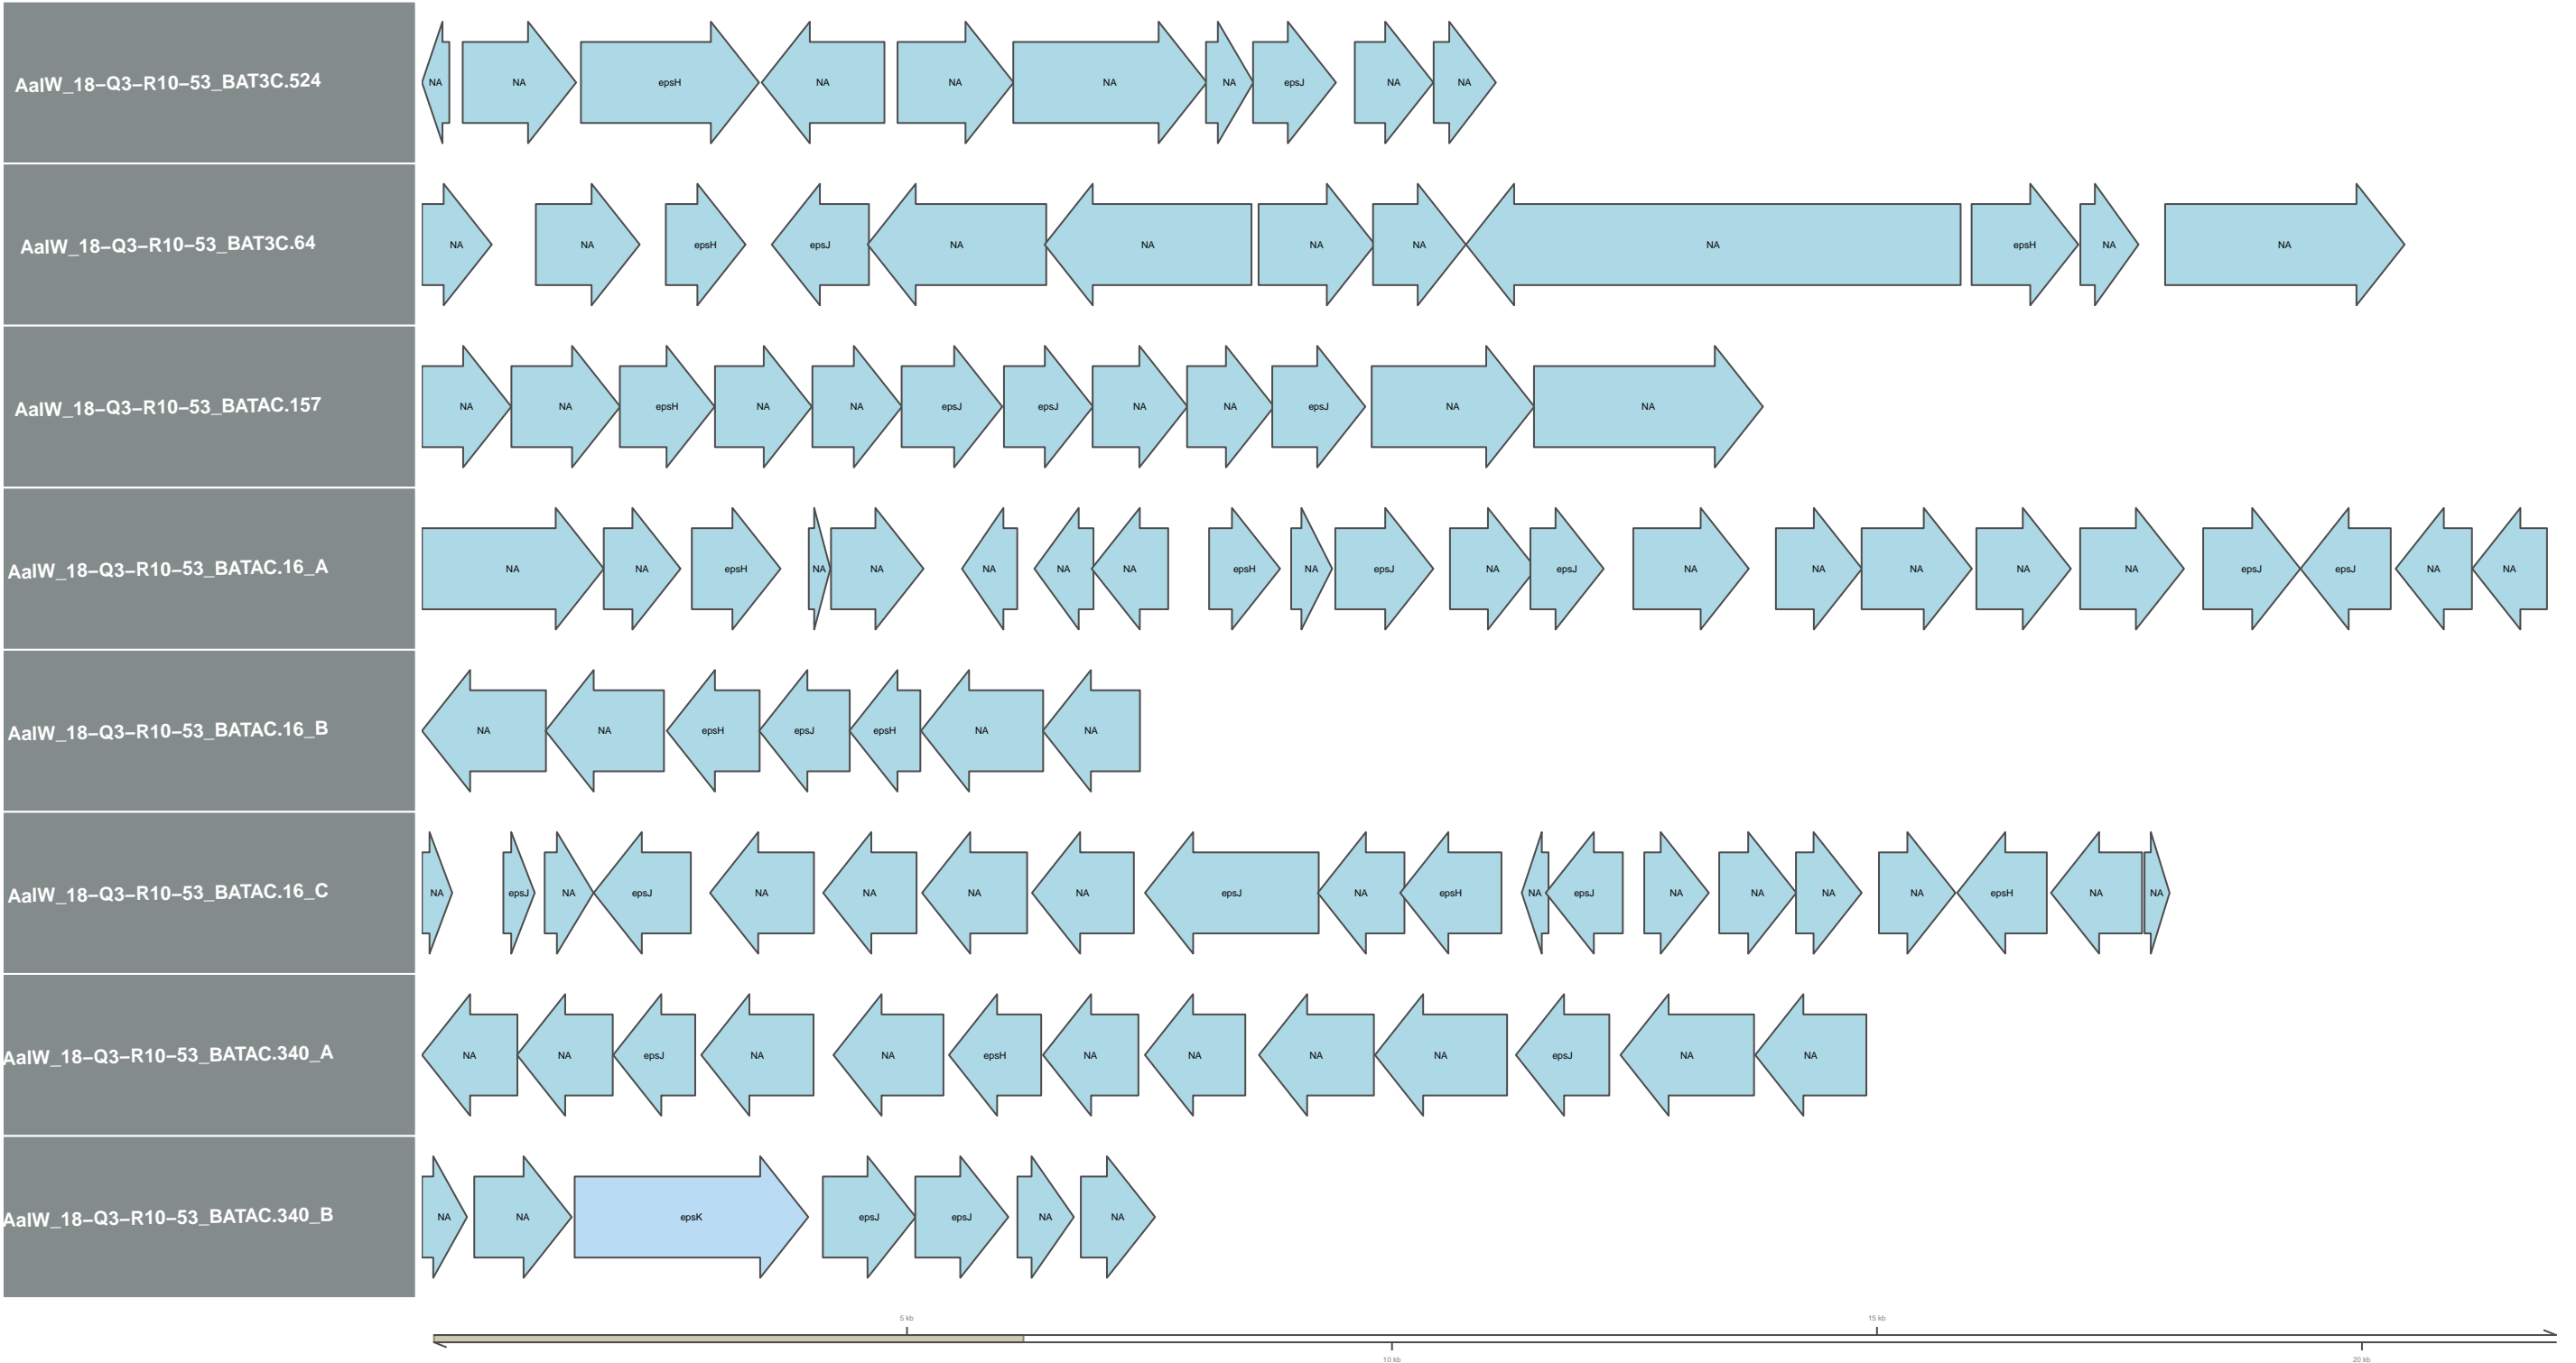 AalW_18–Q3–R10–53_BAT3C.524
NA NA epsH NA NA NA NA epsJ NA NA
AalW_18–Q3–R10–53_BAT3C.64
NA NA epsH epsJ NA NA NA NA NA epsH NA NA
AalW_18–Q3–R10–53_BATAC.157
NA NA epsH NA NA epsJ epsJ NA NA epsJ NA NA
AalW_18–Q3–R10–53_BATAC.16_A
NA NA epsH NA NA NA NA NA epsH NA epsJ NA epsJ NA NA NA NA NA epsJ epsJ NA NA
AalW_18–Q3–R10–53_BATAC.16_B
NA NA epsH epsJ epsH NA NA
AalW_18–Q3–R10–53_BATAC.16_C
NA epsJ NA epsJ NA NA NA NA epsJ NA epsH NA epsJ NA NA NA NA epsH NA NA
AalW_18–Q3–R10–53_BATAC.340_A
NA NA epsJ NA NA epsH NA NA NA NA epsJ NA NA
AalW_18–Q3–R10–53_BATAC.340_B
NA NA epsK epsJ epsJ NA NA
5 kb 15 kb
10 kb 20 kb